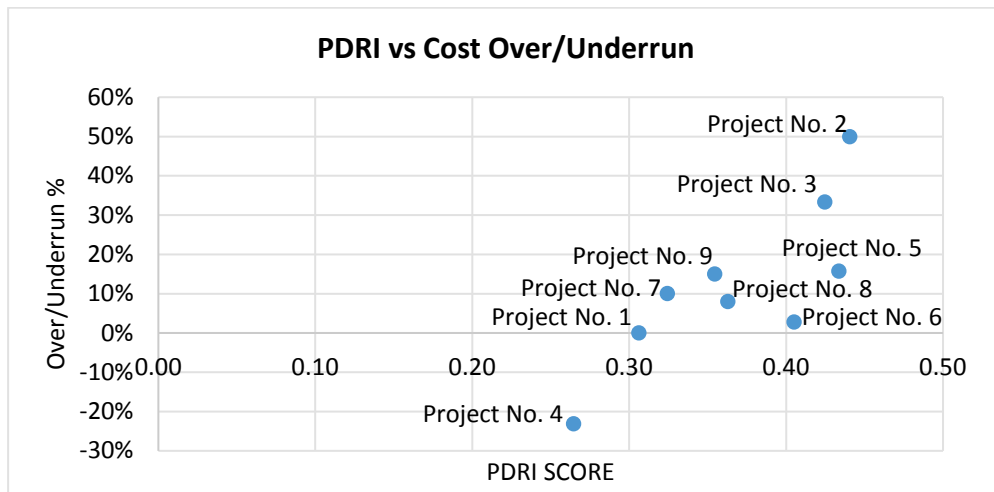 PDRI vs Cost Over/Underrun
60%
50%
40%
30%
20%
10%
0%
-10%
-20%
-30%
Over/Underrun %
Project No. 2
Project No. 3
Project No. 5
Project No. 9
Project No. 7
Project No. 8
Project No. 1
Project No. 6
Project No. 4
0.00 0.10 0.20 0.30 0.40 0.50
PDRI SCORE